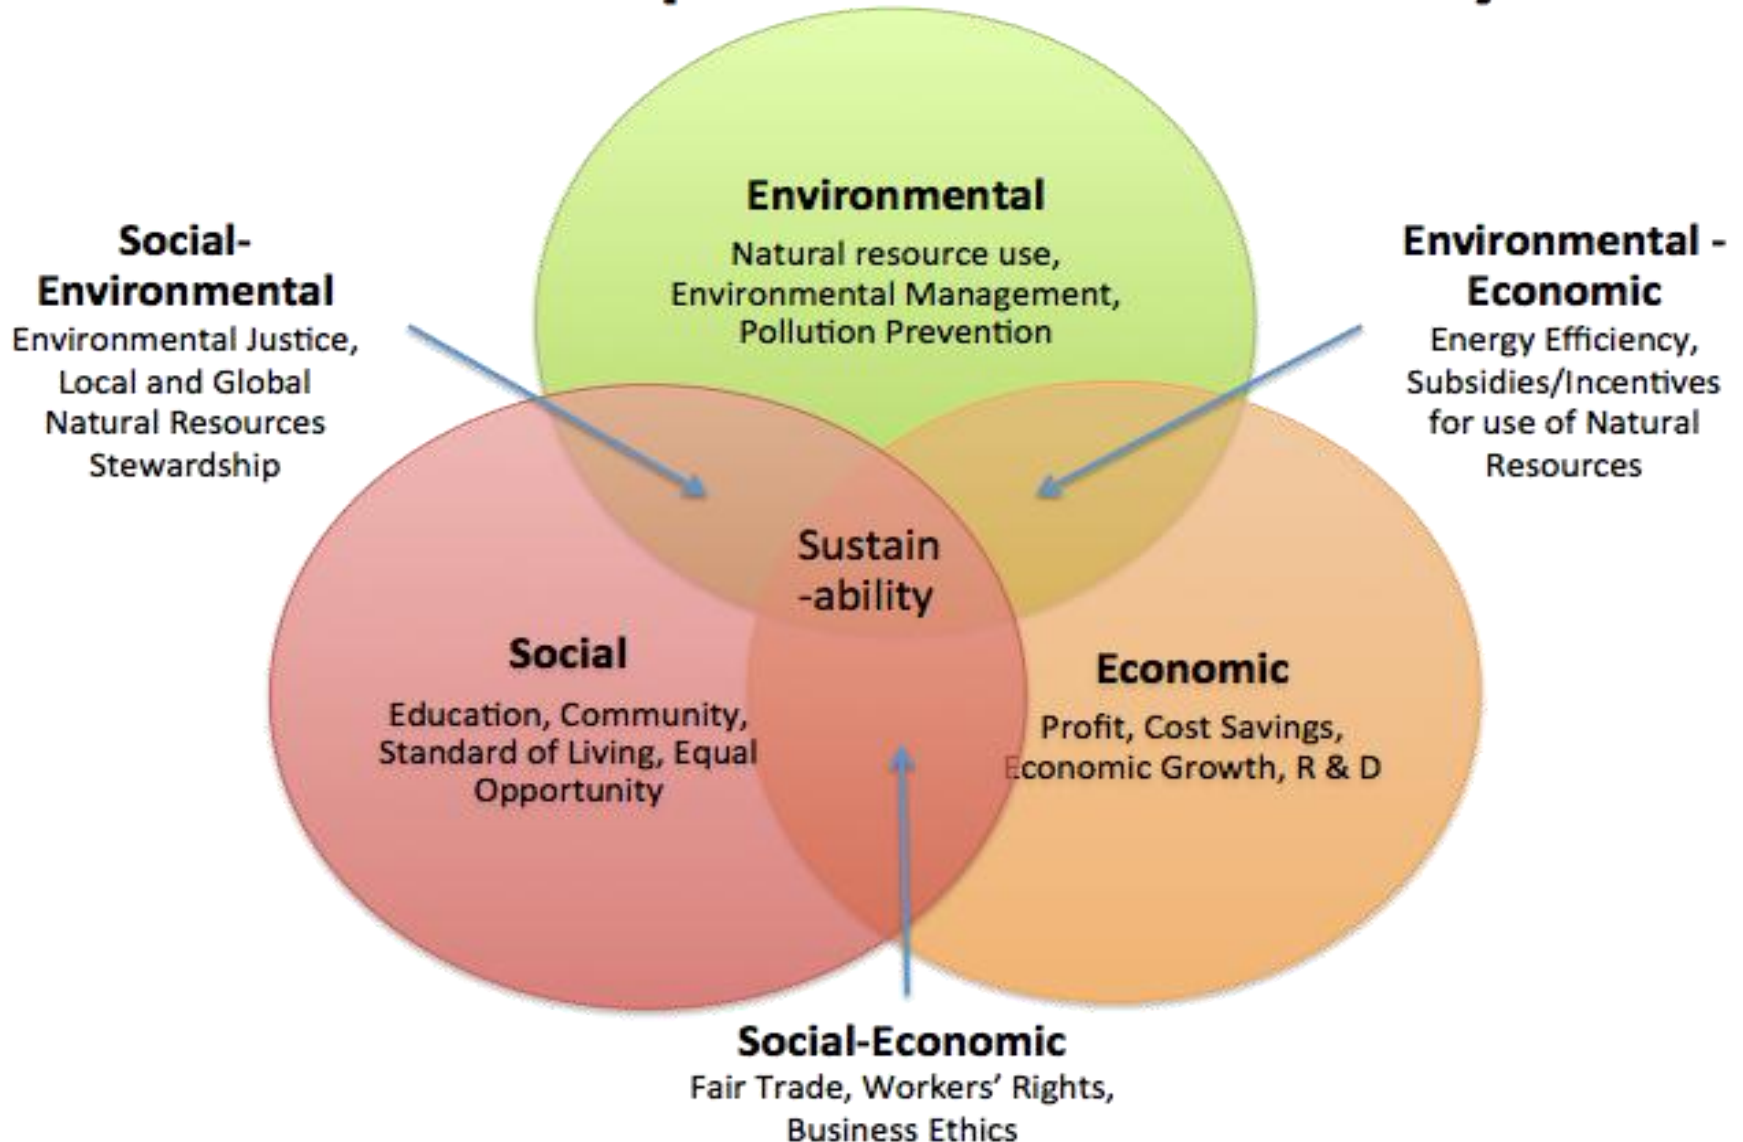 Environmental
Natural resource use,
Environmental Management,
Pollution Prevention
Social-
Environmental
Environmental Justice,
Local and Global
Natural Resources
Stewardship
Environmental -
Economic
Energy Efficiency,
Subsidies/Incentives
for use of Natural
Resources
Sustain
-ability
Social
Education, Community,
Standard of Living, Equal
Opportunity
Economic
Profit, Cost Savings,
Economic Growth, R & D
Social-Economic
Fair Trade, Workers’ Rights,
Business Ethics